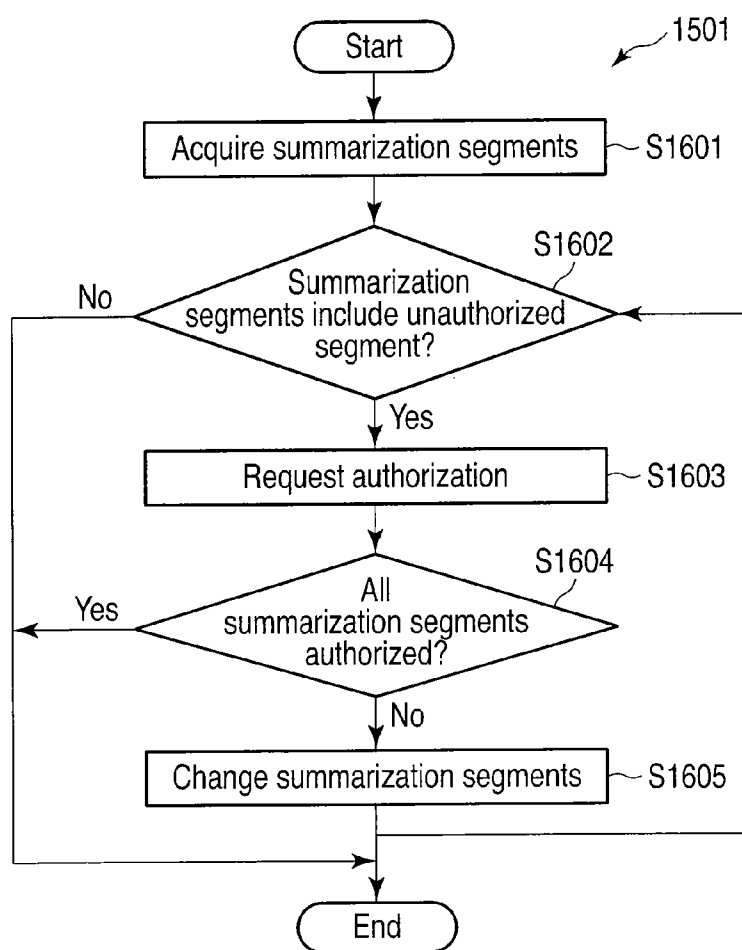 1501
Start
Acquire summarization segments
S1601
S1602
Summarization
segments include unauthorized
segment?
No
Yes
Request authorization
S1603
S1604
All
summarization segments
authorized?
Yes
No
Change summarization segments
S1605
End